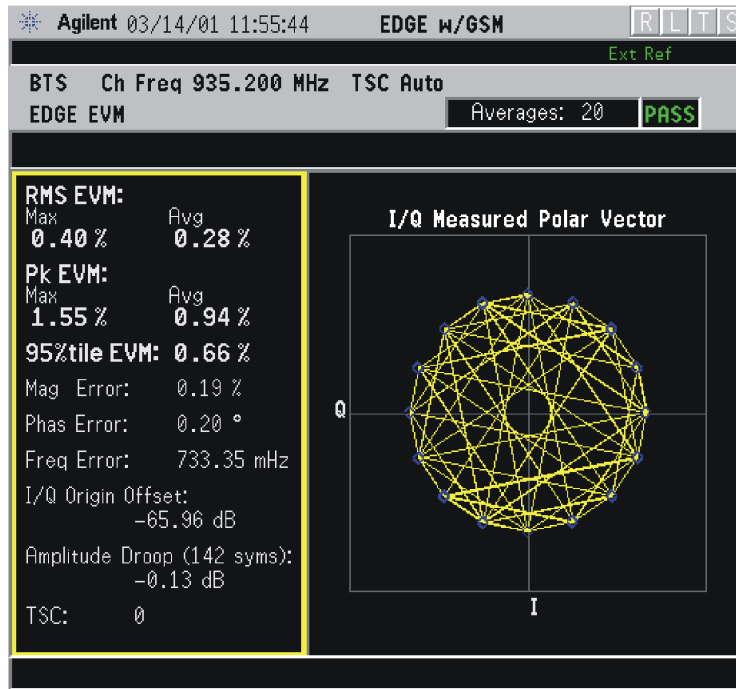 Agilent 03/14/01 11:55:44 EDGE w/GSM R L T S
Ext Ref
BTS Ch Freq 935.200 MHz TSC Auto
EDGE EVM Averages: 20 PASS
RMS EVM:
Max Avg
0.40 % 0.28 %
Pk EVM:
Max Avg
1.55 % 0.94 %
95%tile EVM: 0.66 %
Mag Error: 0.19 %
Phas Error: 0.20 °
Freq Error: 733.35 mHz
I/Q Origin Offset:
-65.96 dB
Amplitude Droop (142 syms):
-0.13 dB
TSC: 0
I/Q Measured Polar Vector
Q
I